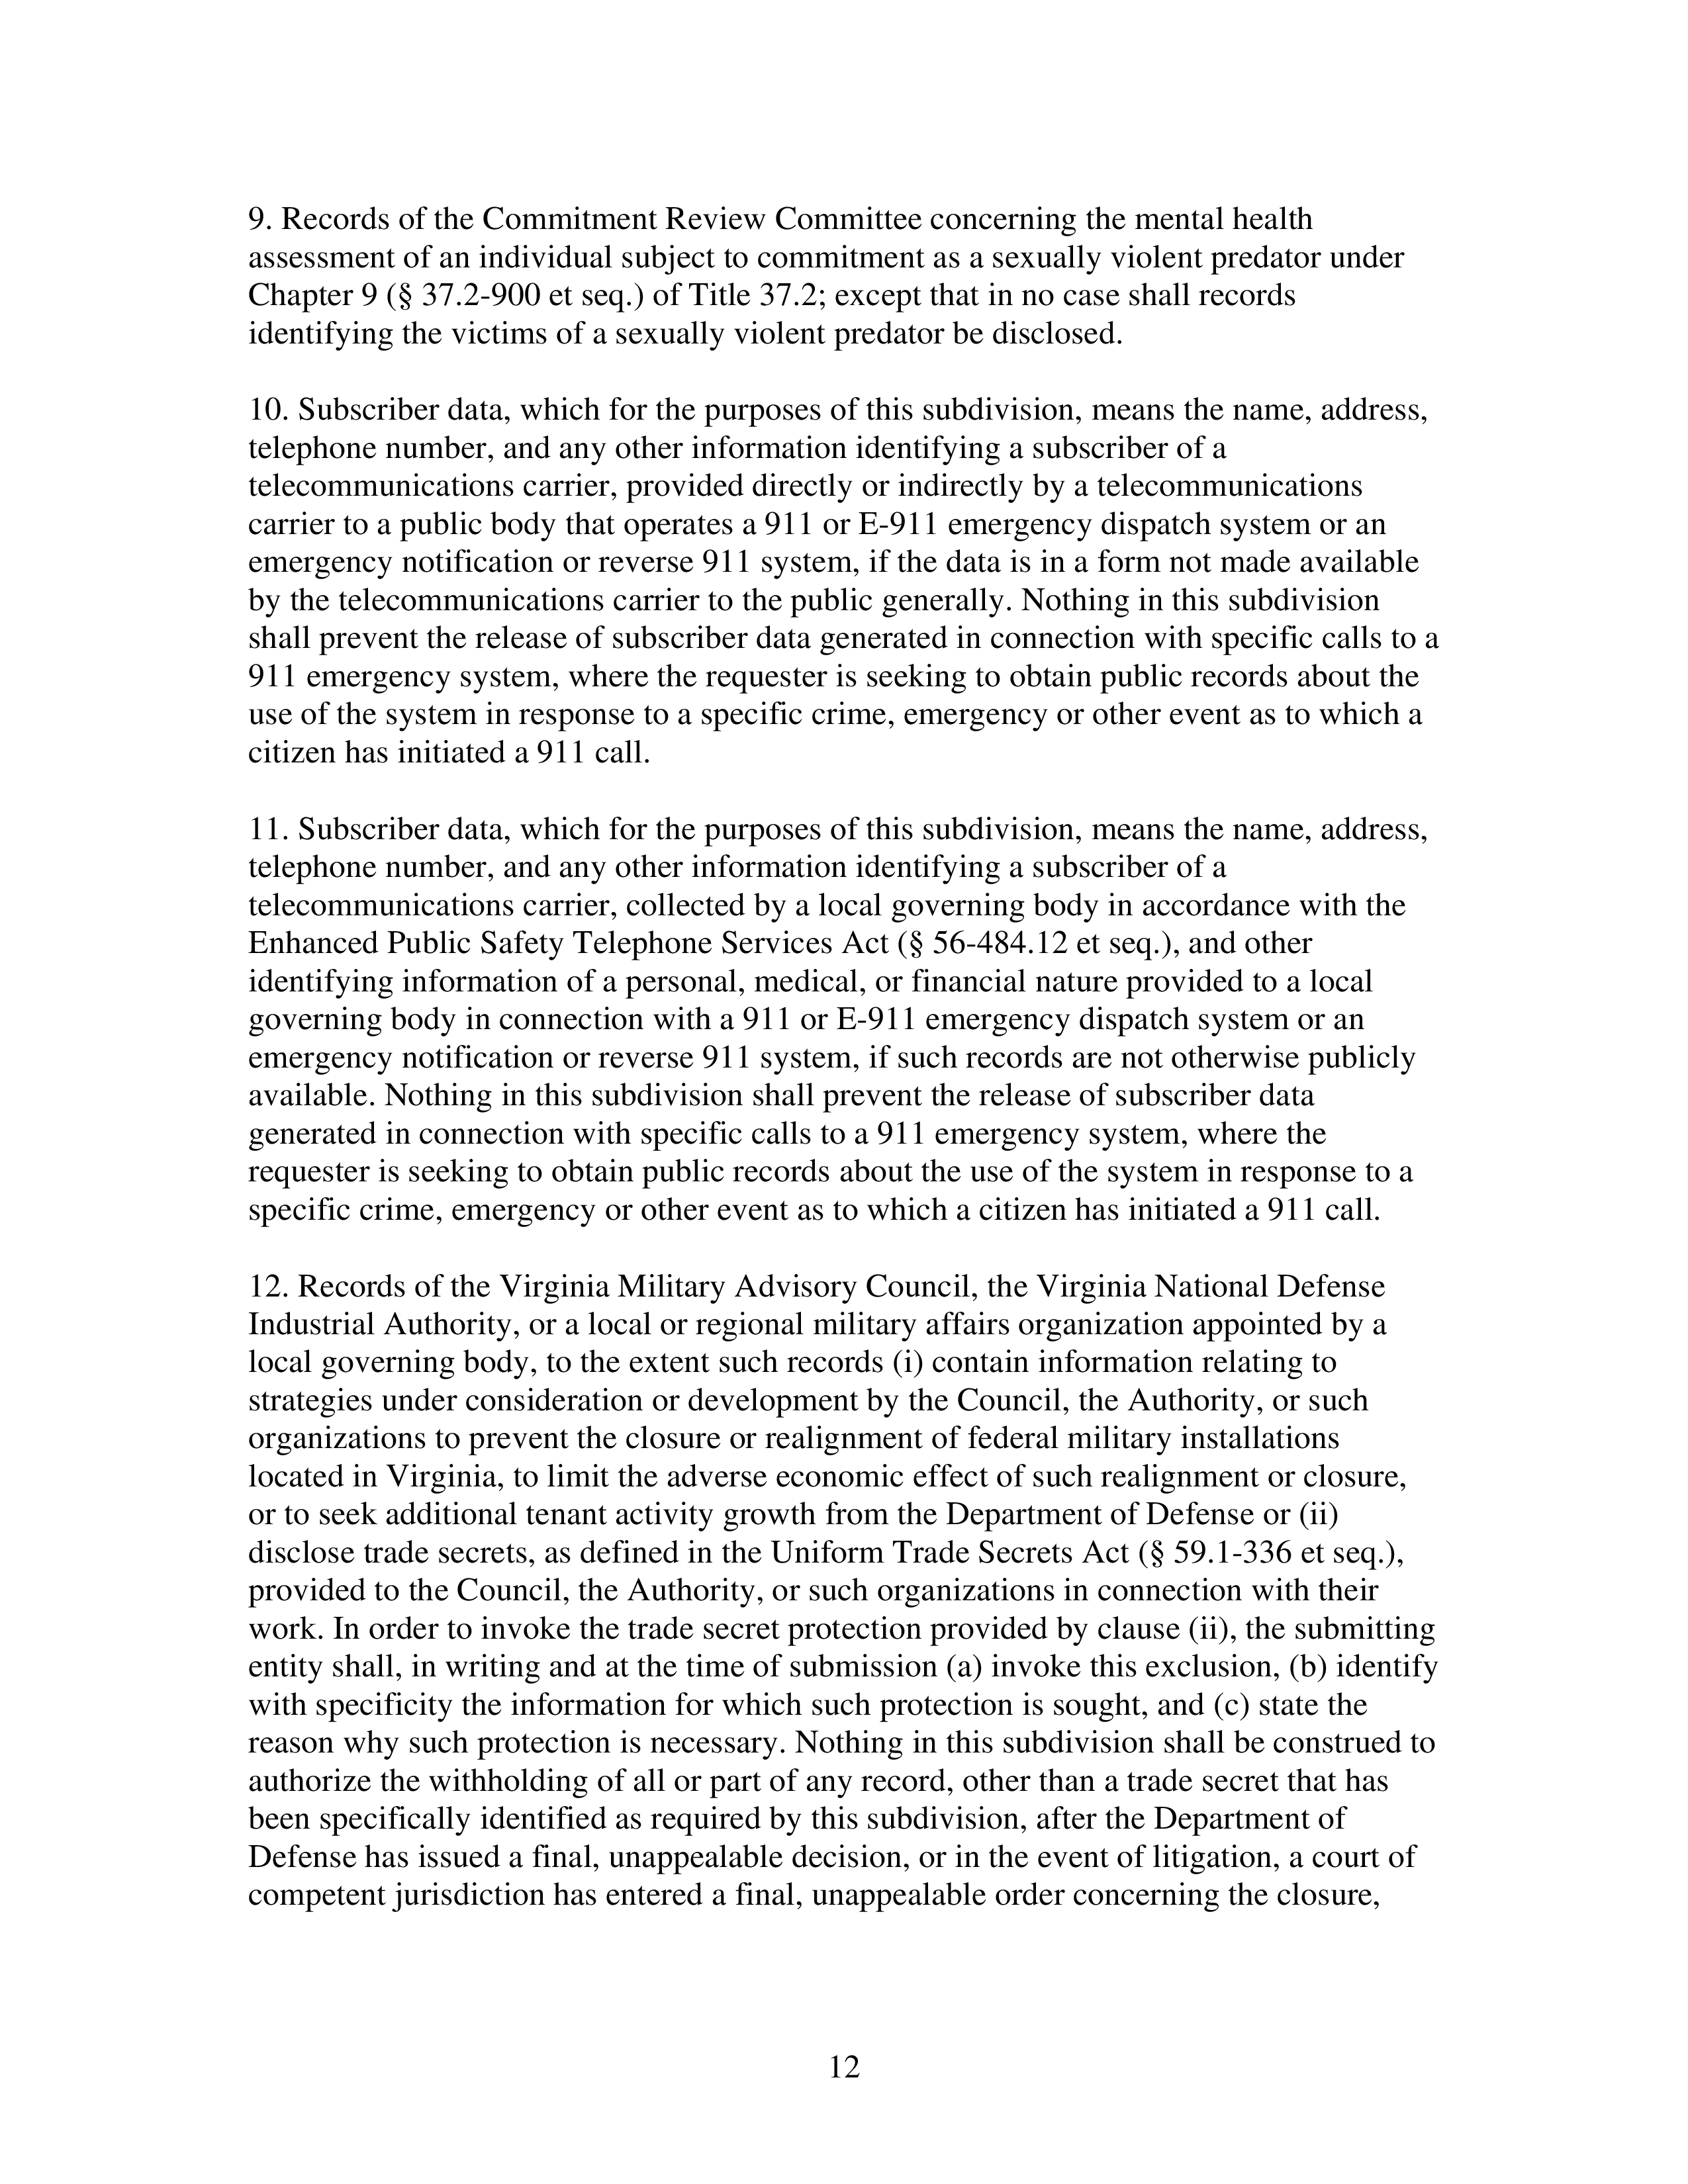 9. Records of the Commitment Review Committee concerning the mental health
assessment of an individual subject to commitment as a sexually violent predator under
Chapter 9 (§ 37.2-900 et seq.) of Title 37.2; except that in no case shall records
identifying the victims of a sexually violent predator be disclosed.
10. Subscriber data, which for the purposes of this subdivision, means the name, address,
telephone number, and any other information identifying a subscriber of a
telecommunications carrier, provided directly or indirectly by a telecommunications
carrier to a public body that operates a 911 or E-911 emergency dispatch system or an
emergency notification or reverse 911 system, if the data is in a form not made available
by the telecommunications carrier to the public generally. Nothing in this subdivision
shall prevent the release of subscriber data generated in connection with specific calls to a
911 emergency system, where the requester is seeking to obtain public records about the
use of the system in response to a specific crime, emergency or other event as to which a
citizen has initiated a 911 call.
11. Subscriber data, which for the purposes of this subdivision, means the name, address,
telephone number, and any other information identifying a subscriber of a
telecommunications carrier, collected by a local governing body in accordance with the
Enhanced Public Safety Telephone Services Act (§ 56-484.12 et seq.), and other
identifying information of a personal, medical, or financial nature provided to a local
governing body in connection with a 911 or E-911 emergency dispatch system or an
emergency notification or reverse 911 system, if such records are not otherwise publicly
available. Nothing in this subdivision shall prevent the release of subscriber data
generated in connection with specific calls to a 911 emergency system, where the
requester is seeking to obtain public records about the use of the system in response to a
specific crime, emergency or other event as to which a citizen has initiated a 911 call.
12. Records of the Virginia Military Advisory Council, the Virginia National Defense
Industrial Authority, or a local or regional military affairs organization appointed by a
local governing body, to the extent such records (i) contain information relating to
strategies under consideration or development by the Council, the Authority, or such
organizations to prevent the closure or realignment of federal military installations
located in Virginia, to limit the adverse economic effect of such realignment or closure,
or to seek additional tenant activity growth from the Department of Defense or (ii)
disclose trade secrets, as defined in the Uniform Trade Secrets Act (§ 59.1-336 et seq.),
provided to the Council, the Authority, or such organizations in connection with their
work. In order to invoke the trade secret protection provided by clause (ii), the submitting
entity shall, in writing and at the time of submission (a) invoke this exclusion, (b) identify
with specificity the information for which such protection is sought, and (c) state the
reason why such protection is necessary. Nothing in this subdivision shall be construed to
authorize the withholding of all or part of any record, other than a trade secret that has
been specifically identified as required by this subdivision, after the Department of
Defense has issued a final, unappealable decision, or in the event of litigation, a court of
competent jurisdiction has entered a final, unappealable order concerning the closure,
12